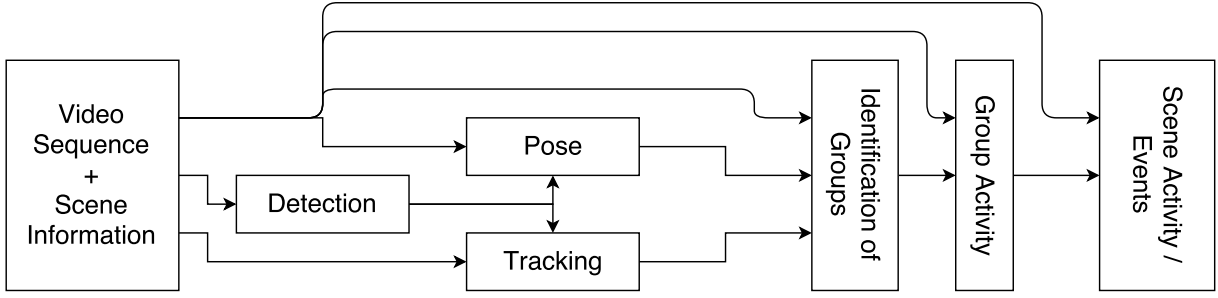 Video
Sequence
+
Scene
Information
Detection
Pose
Tracking
Identification of
Groups
Group Activity
Scene Activity /
Events